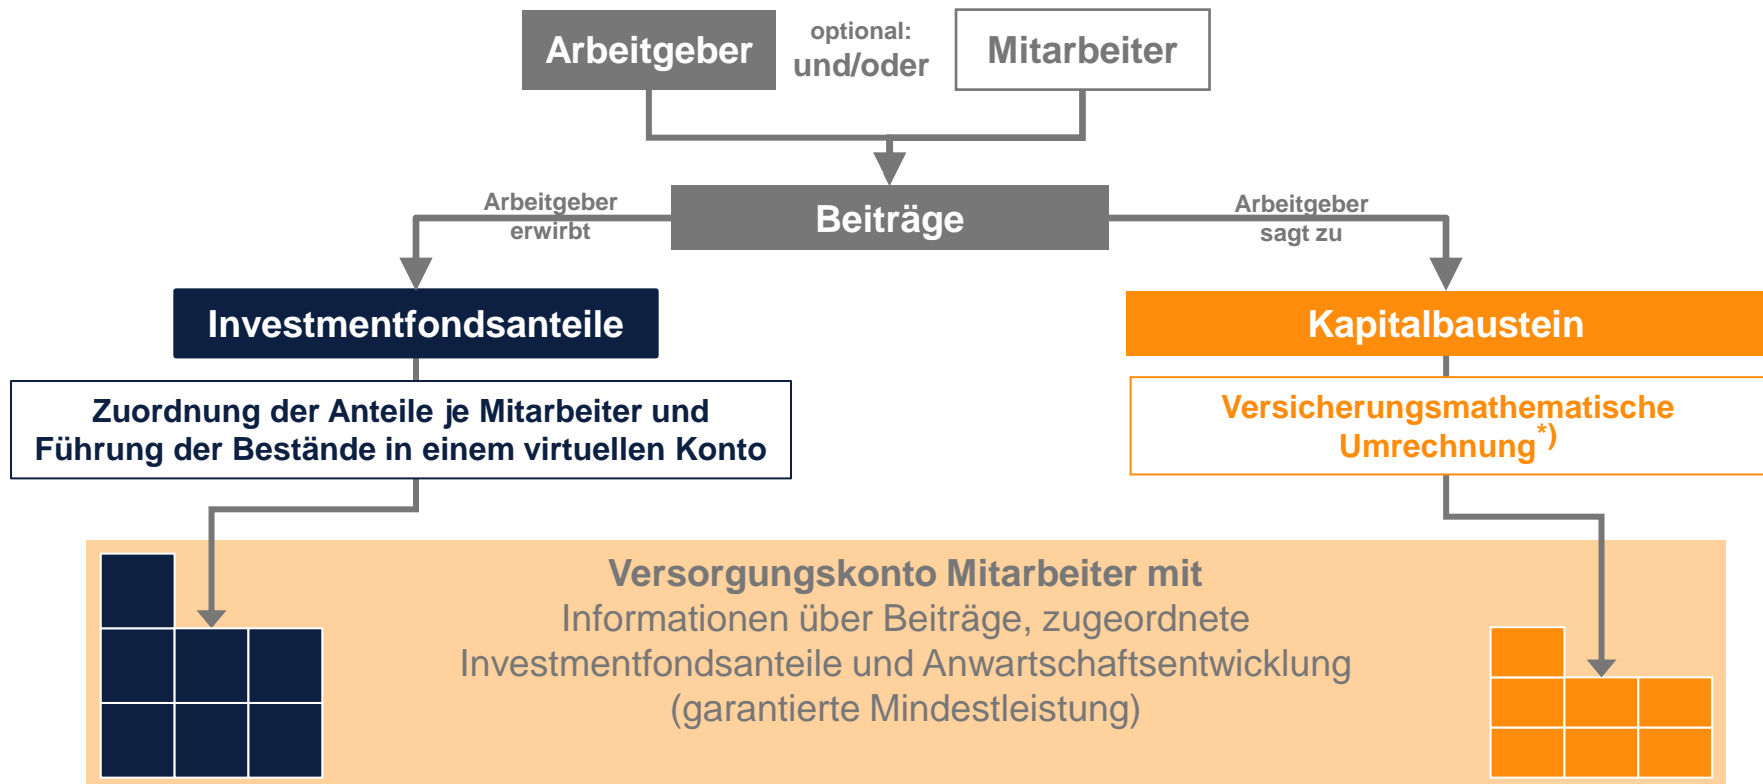 Arbeitgeber
optional:
und/oder
Mitarbeiter
Beiträge
Arbeitgeber
erwirbt
Arbeitgeber
sagt zu
Investmentfondsanteile
Kapitalbaustein
Zuordnung der Anteile je Mitarbeiter und
Führung der Bestände in einem virtuellen Konto
Versicherungsmathematische
Umrechnung*)
Versorgungskonto Mitarbeiter mit
Informationen über Beiträge, zugeordnete
Investmentfondsanteile und Anwartschaftsentwicklung
(garantierte Mindestleistung)